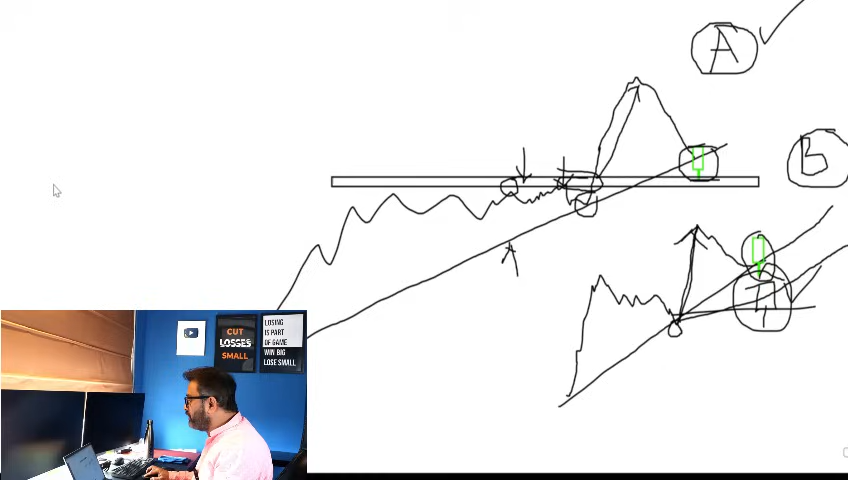 A
B
CUT
LOSSES
SMALL
LOSING
IS PART
OF GAME
WIN BIG
LOSE SMALL